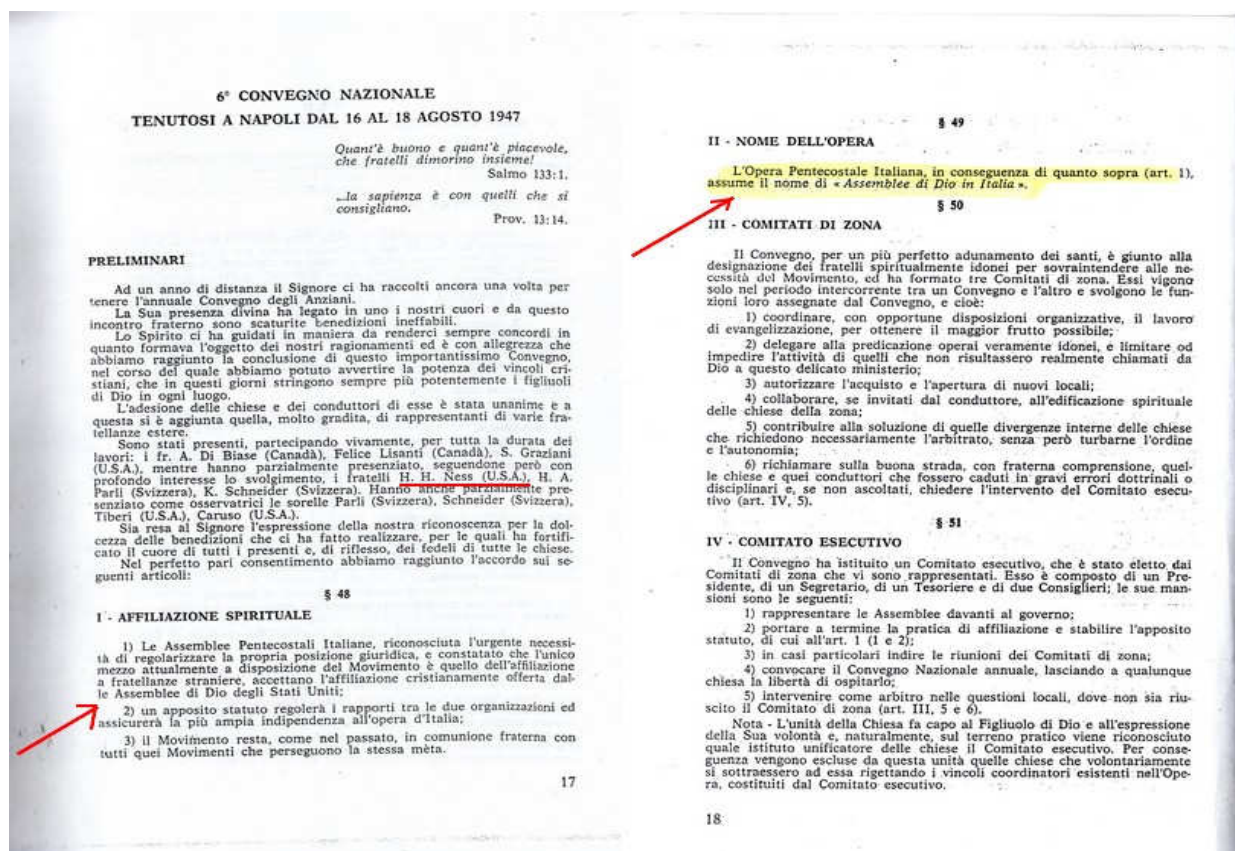 6° CONVEGNO NAZIONALE
TENUTOSI A NAPOLI DAL 16 AL 18 AGOSTO 1947
Quant'è buono e quant'è piacevole,
che fratelli dimorino insieme!
Salmo 133:1.
...la sapienza è con quelli che si
consigliano.
Prov. 13:14.
PRELIMINARI
Ad un anno di distanza il Signore ci ha raccolti ancora una volta per
tenere l'annuale Convegno degli Anziani.
La Sua presenza divina ha legato in uno i nostri cuori e da questo
incontro fraterno sono scaturite benedizioni ineffabili.
Lo Spirito ci ha guidati in maniera da renderci sempre concordi in
quanto formava l'oggetto dei nostri ragionamenti ed è con allegrezza che
abbiamo raggiunto la conclusione di questo importantissimo Convegno,
nel corso del quale abbiamo potuto avvertire la potenza dei vincoli cri-
stiani, che in questi giorni stringono sempre più potentemente i figliuoli
di Dio in ogni luogo.
L'adesione delle chiese e dei conduttori di esse è stata unanime e a
questa si è aggiunta quella, molto gradita, di rappresentanti di varie fra-
tellanze estere.
Sono stati presenti, partecipando vivamente, per tutta la durata dei
lavori: i fr. A. Di Biase (Canadà), Felice Lisanti (Canadà), S. Graziani
(U.S.A.), mentre hanno parzialmente presenziato, seguendone però con
profondo interesse lo svolgimento, i fratelli H. H. Ness (U.S.A.), H. A.
Parli (Svizzera), K. Schneider (Svizzera). Hanno anche parzialmente pre-
senziato come osservatrici le sorelle Parli (Svizzera), Schneider (Svizzera),
Tiberi (U.S.A.), Caruso (U.S.A.).
Sia resa al Signore l'espressione della nostra riconoscenza per la dol-
cezza delle benedizioni che ci ha fatto realizzare, per le quali ha fortifi-
cato il cuore di tutti i presenti e, di riflesso, dei fedeli di tutte le chiese.
Nel perfetto pari consentimento abbiamo raggiunto l'accordo sui se-
guenti articoli:
§ 48
I - AFFILIAZIONE SPIRITUALE
1) Le Assemblee Pentecostali Italiane, riconosciuta l'urgente necessi-
tà di regolarizzare la propria posizione giuridica, e constatato che l'unico
mezzo attualmente a disposizione del Movimento è quello dell'affiliazione
a fratellanze straniere, accettano l'affiliazione cristianamente offerta dal-
le Assemblee di Dio degli Stati Uniti;
2) un apposito statuto regolerà i rapporti tra le due organizzazioni ed
assicurerà la più ampia indipendenza all'opera d'Italia;
3) il Movimento resta, come nel passato, in comunione fraterna con
tutti quei Movimenti che perseguono la stessa mèta.
17
§ 49
II - NOME DELL'OPERA
L'Opera Pentecostale Italiana, in conseguenza di quanto sopra (art. 1),
assume il nome di « Assemblee di Dio in Italia ».
§ 50
III - COMITATI DI ZONA
Il Convegno, per un più perfetto adunamento dei santi, è giunto alla
designazione dei fratelli spiritualmente idonei per sovraintendere alle ne-
cessità del Movimento, ed ha formato tre Comitati di zona. Essi vigono
solo nel periodo intercorrente tra un Convegno e l'altro e svolgono le fun-
zioni loro assegnate dal Convegno, e cioè:
1) coordinare, con opportune disposizioni organizzative, il lavoro
di evangelizzazione, per ottenere il maggior frutto possibile;
2) delegare alla predicazione operai veramente idonei, e limitare od
impedire l'attività di quelli che non risultassero realmente chiamati da
Dio a questo delicato ministerio;
3) autorizzare l'acquisto e l'apertura di nuovi locali;
4) collaborare, se invitati dal conduttore, all'edificazione spirituale
delle chiese della zona;
5) contribuire alla soluzione di quelle divergenze interne delle chiese
che richiedono necessariamente l'arbitrato, senza però turbarne l'ordine
e l'autonomia;
6) richiamare sulla buona strada, con fraterna comprensione, quel-
le chiese e quei conduttori che fossero caduti in gravi errori dottrinali o
disciplinari e, se non ascoltati, chiedere l'intervento del Comitato esecu-
tivo (art. IV, 5).
§ 51
IV - COMITATO ESECUTIVO
Il Convegno ha istituito un Comitato esecutivo, che è stato eletto dai
Comitati di zona che vi sono rappresentati. Esso è composto di un Pre-
sidente, di un Segretario, di un Tesoriere e di due Consiglieri; le sue man-
sioni sono le seguenti:
1) rappresentare le Assemblee davanti al governo;
2) portare a termine la pratica di affiliazione e stabilire l'apposito
statuto, di cui all'art. 1 (1 e 2);
3) in casi particolari indire le riunioni dei Comitati di zona;
4) convocare il Convegno Nazionale annuale, lasciando a qualunque
chiesa la libertà di ospitarlo;
5) intervenire come arbitro nelle questioni locali, dove non sia riu-
scito il Comitato di zona (art. III, 5 e 6).
Nota - L'unità della Chiesa fa capo al Figliuolo di Dio e all'espressione
della Sua volontà e, naturalmente, sul terreno pratico viene riconosciuto
quale istituto unificatore delle chiese il Comitato esecutivo. Per conse-
guenza vengono escluse da questa unità quelle chiese che volontariamente
si sottraessero ad essa rigettando i vincoli coordinatori esistenti nell'Ope-
ra, costituiti dal Comitato esecutivo.
18